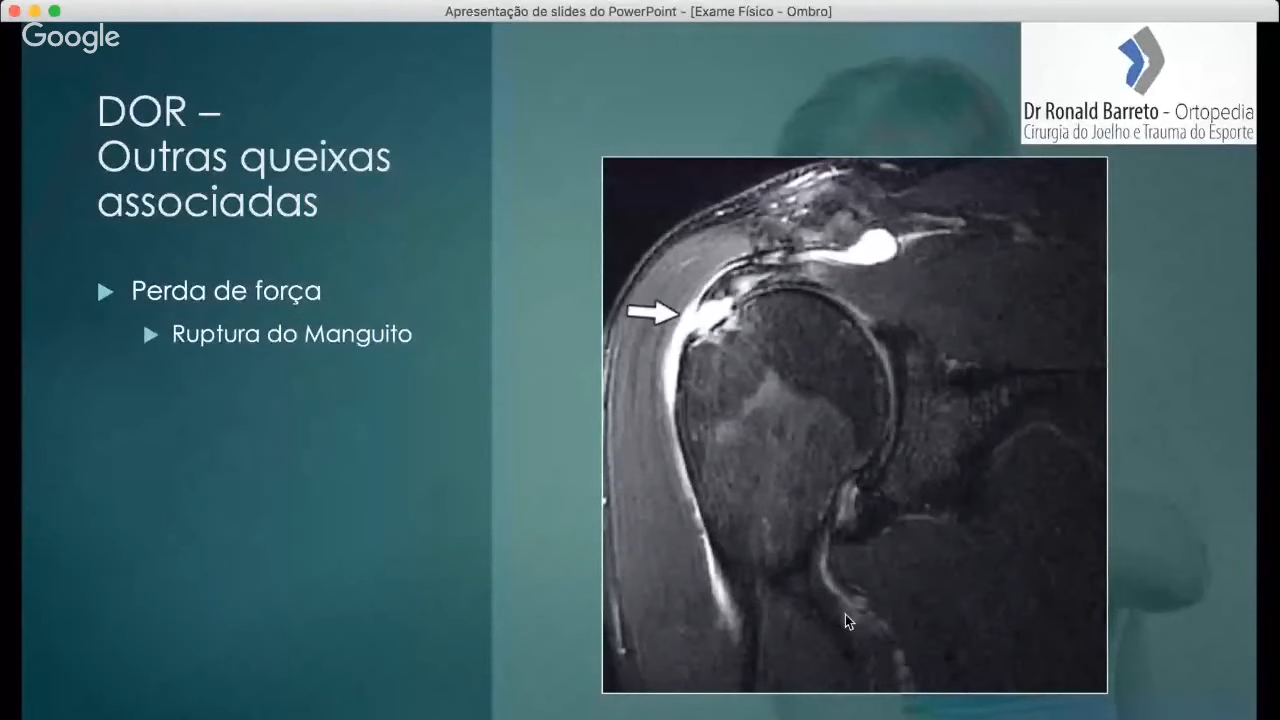 Apresentação de slides do PowerPoint - [Exame Físico - Ombro]
Google
Dr Ronald Barreto - Ortopedia
Cirurgia do Joelho e Trauma do Esporte
DOR –
Outras queixas
associadas
Perda de força
Ruptura do Manguito